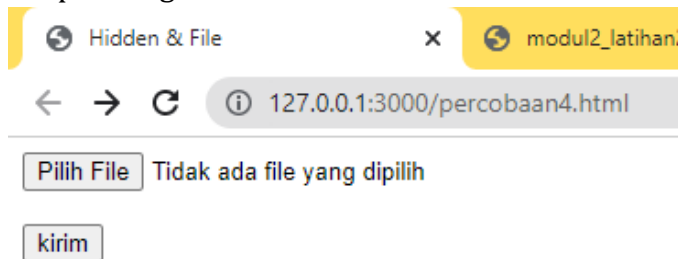 Hidden & File
modul2_latihan
127.0.0.1:3000/percobaan4.html
Pilih File Tidak ada file yang dipilih
kirim